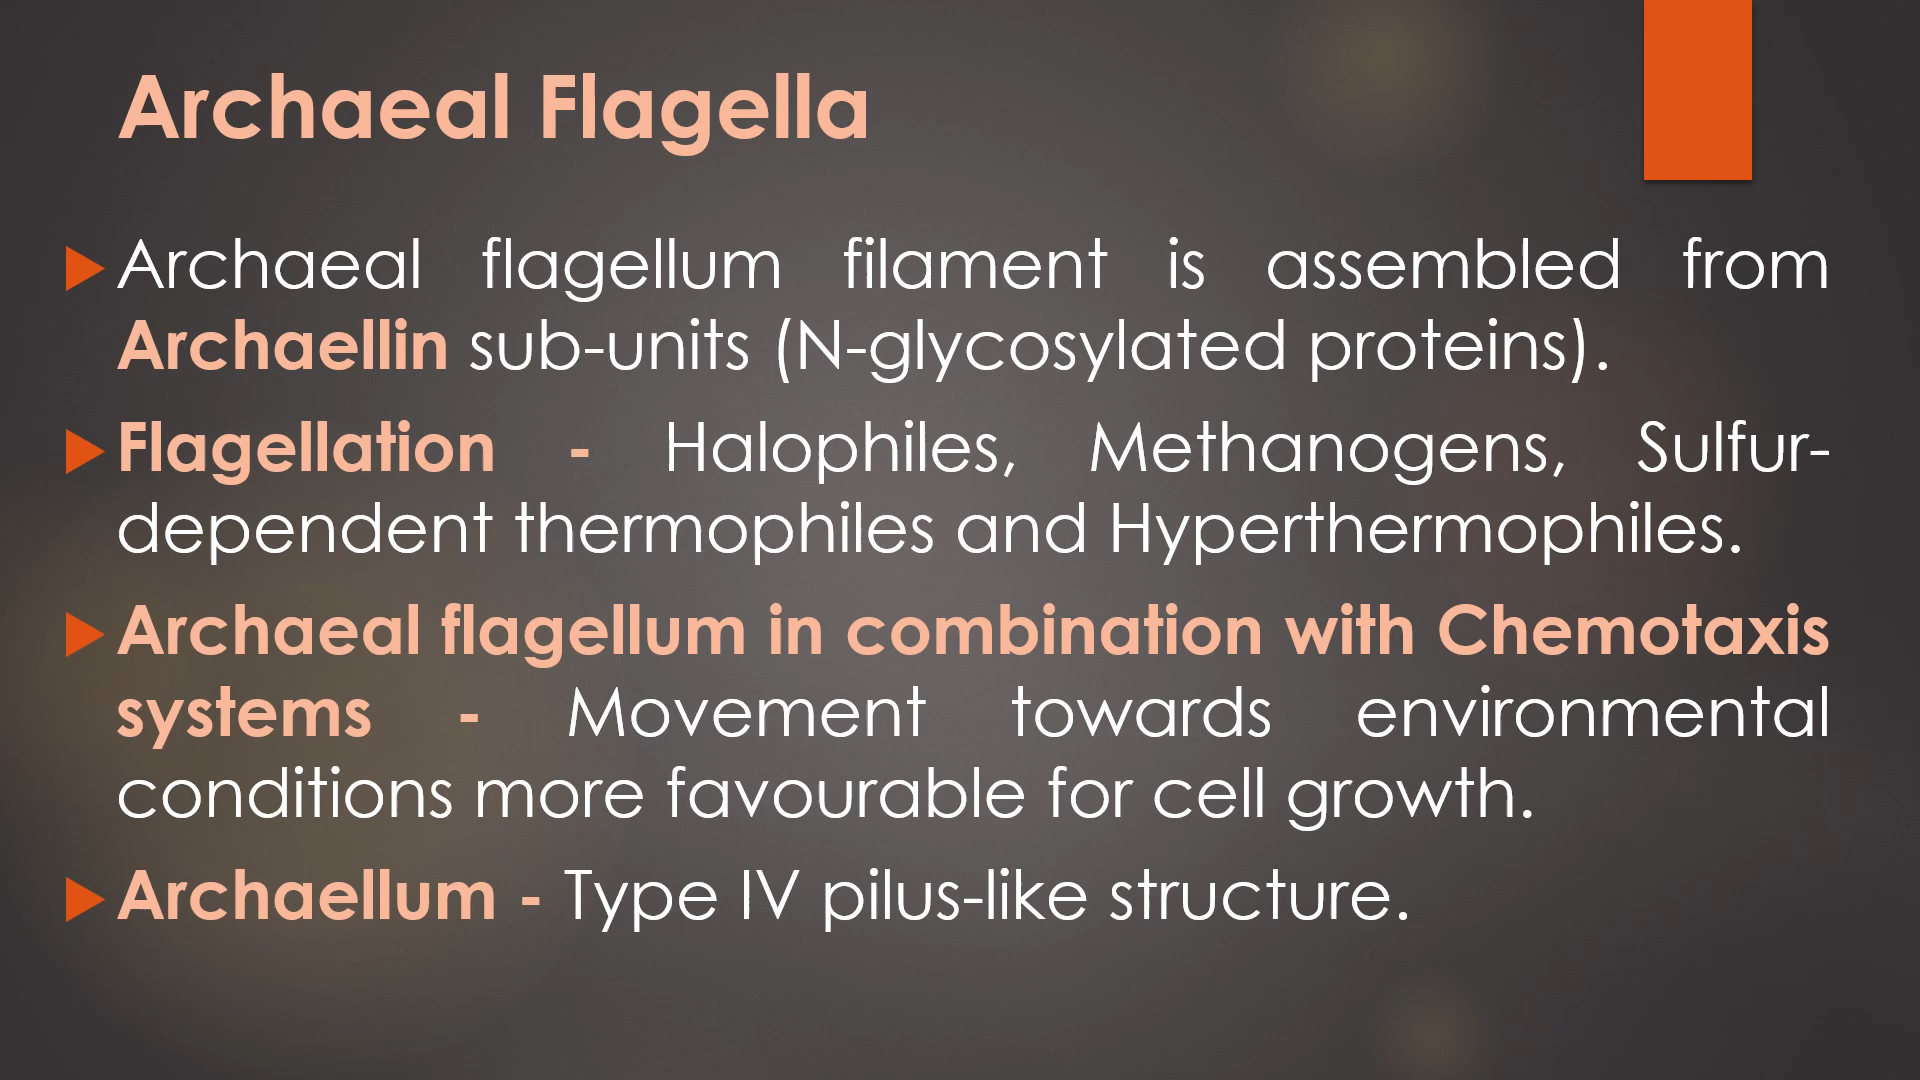 Archaeal Flagella
Archaeal flagellum filament is assembled from
Archaellin sub-units (N-glycosylated proteins).
Flagellation - Halophiles, Methanogens, Sulfur-
dependent thermophiles and Hyperthermophiles.
Archaeal flagellum in combination with Chemotaxis
systems - Movement towards environmental
conditions more favourable for cell growth.
Archaellum - Type IV pilus-like structure.